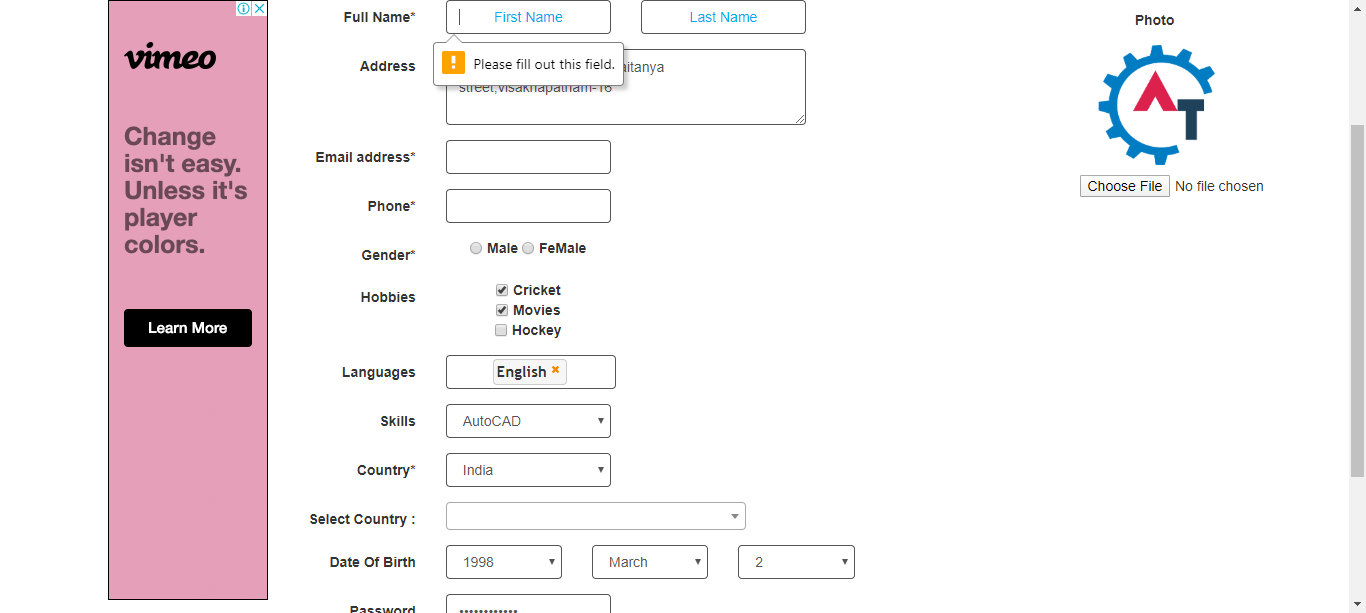 vimeo
Change
isn't easy.
Unless it's
player
colors.
Learn More
Full Name* First Name Last Name
Please fill out this field.
Address
street,visakhapatnam-16
Email address*
Phone*
Gender* Male FeMale
Hobbies Cricket
Movies
Hockey
Languages English
Skills AutoCAD
Country* India
Select Country :
Date Of Birth 1998 March 2
Password ••••••••••••
Photo
AT
Choose File No file chosen